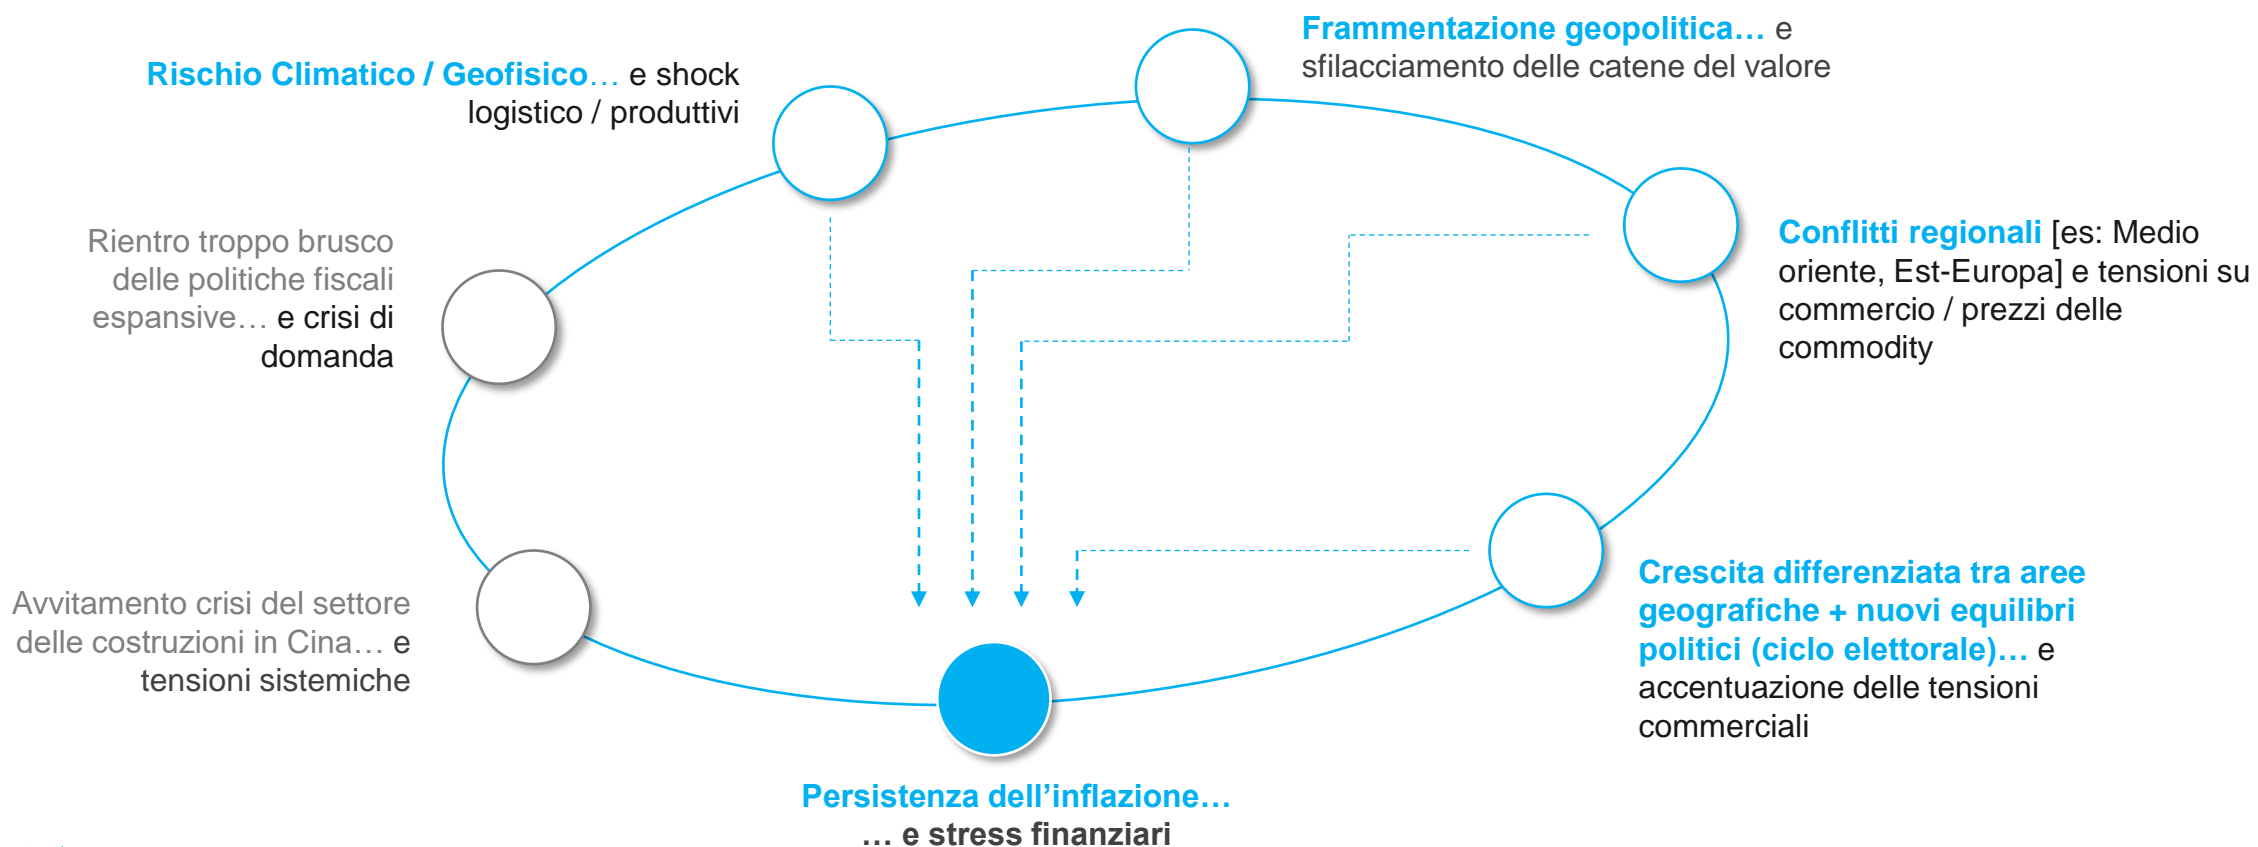 Frammentazione geopolitica… e
sfilacciamento delle catene del valore
Rischio Climatico / Geofisico… e shock
logistico / produttivi
Conflitti regionali [es: Medio
oriente, Est-Europa] e tensioni su
commercio / prezzi delle
commodity
Rientro troppo brusco
delle politiche fiscali
espansive… e crisi di
domanda
Crescita differenziata tra aree
geografiche + nuovi equilibri
politici (ciclo elettorale)… e
accentuazione delle tensioni
commerciali
Avvitamento crisi del settore
delle costruzioni in Cina… e
tensioni sistemiche
Persistenza dell’inflazione…
… e stress finanziari